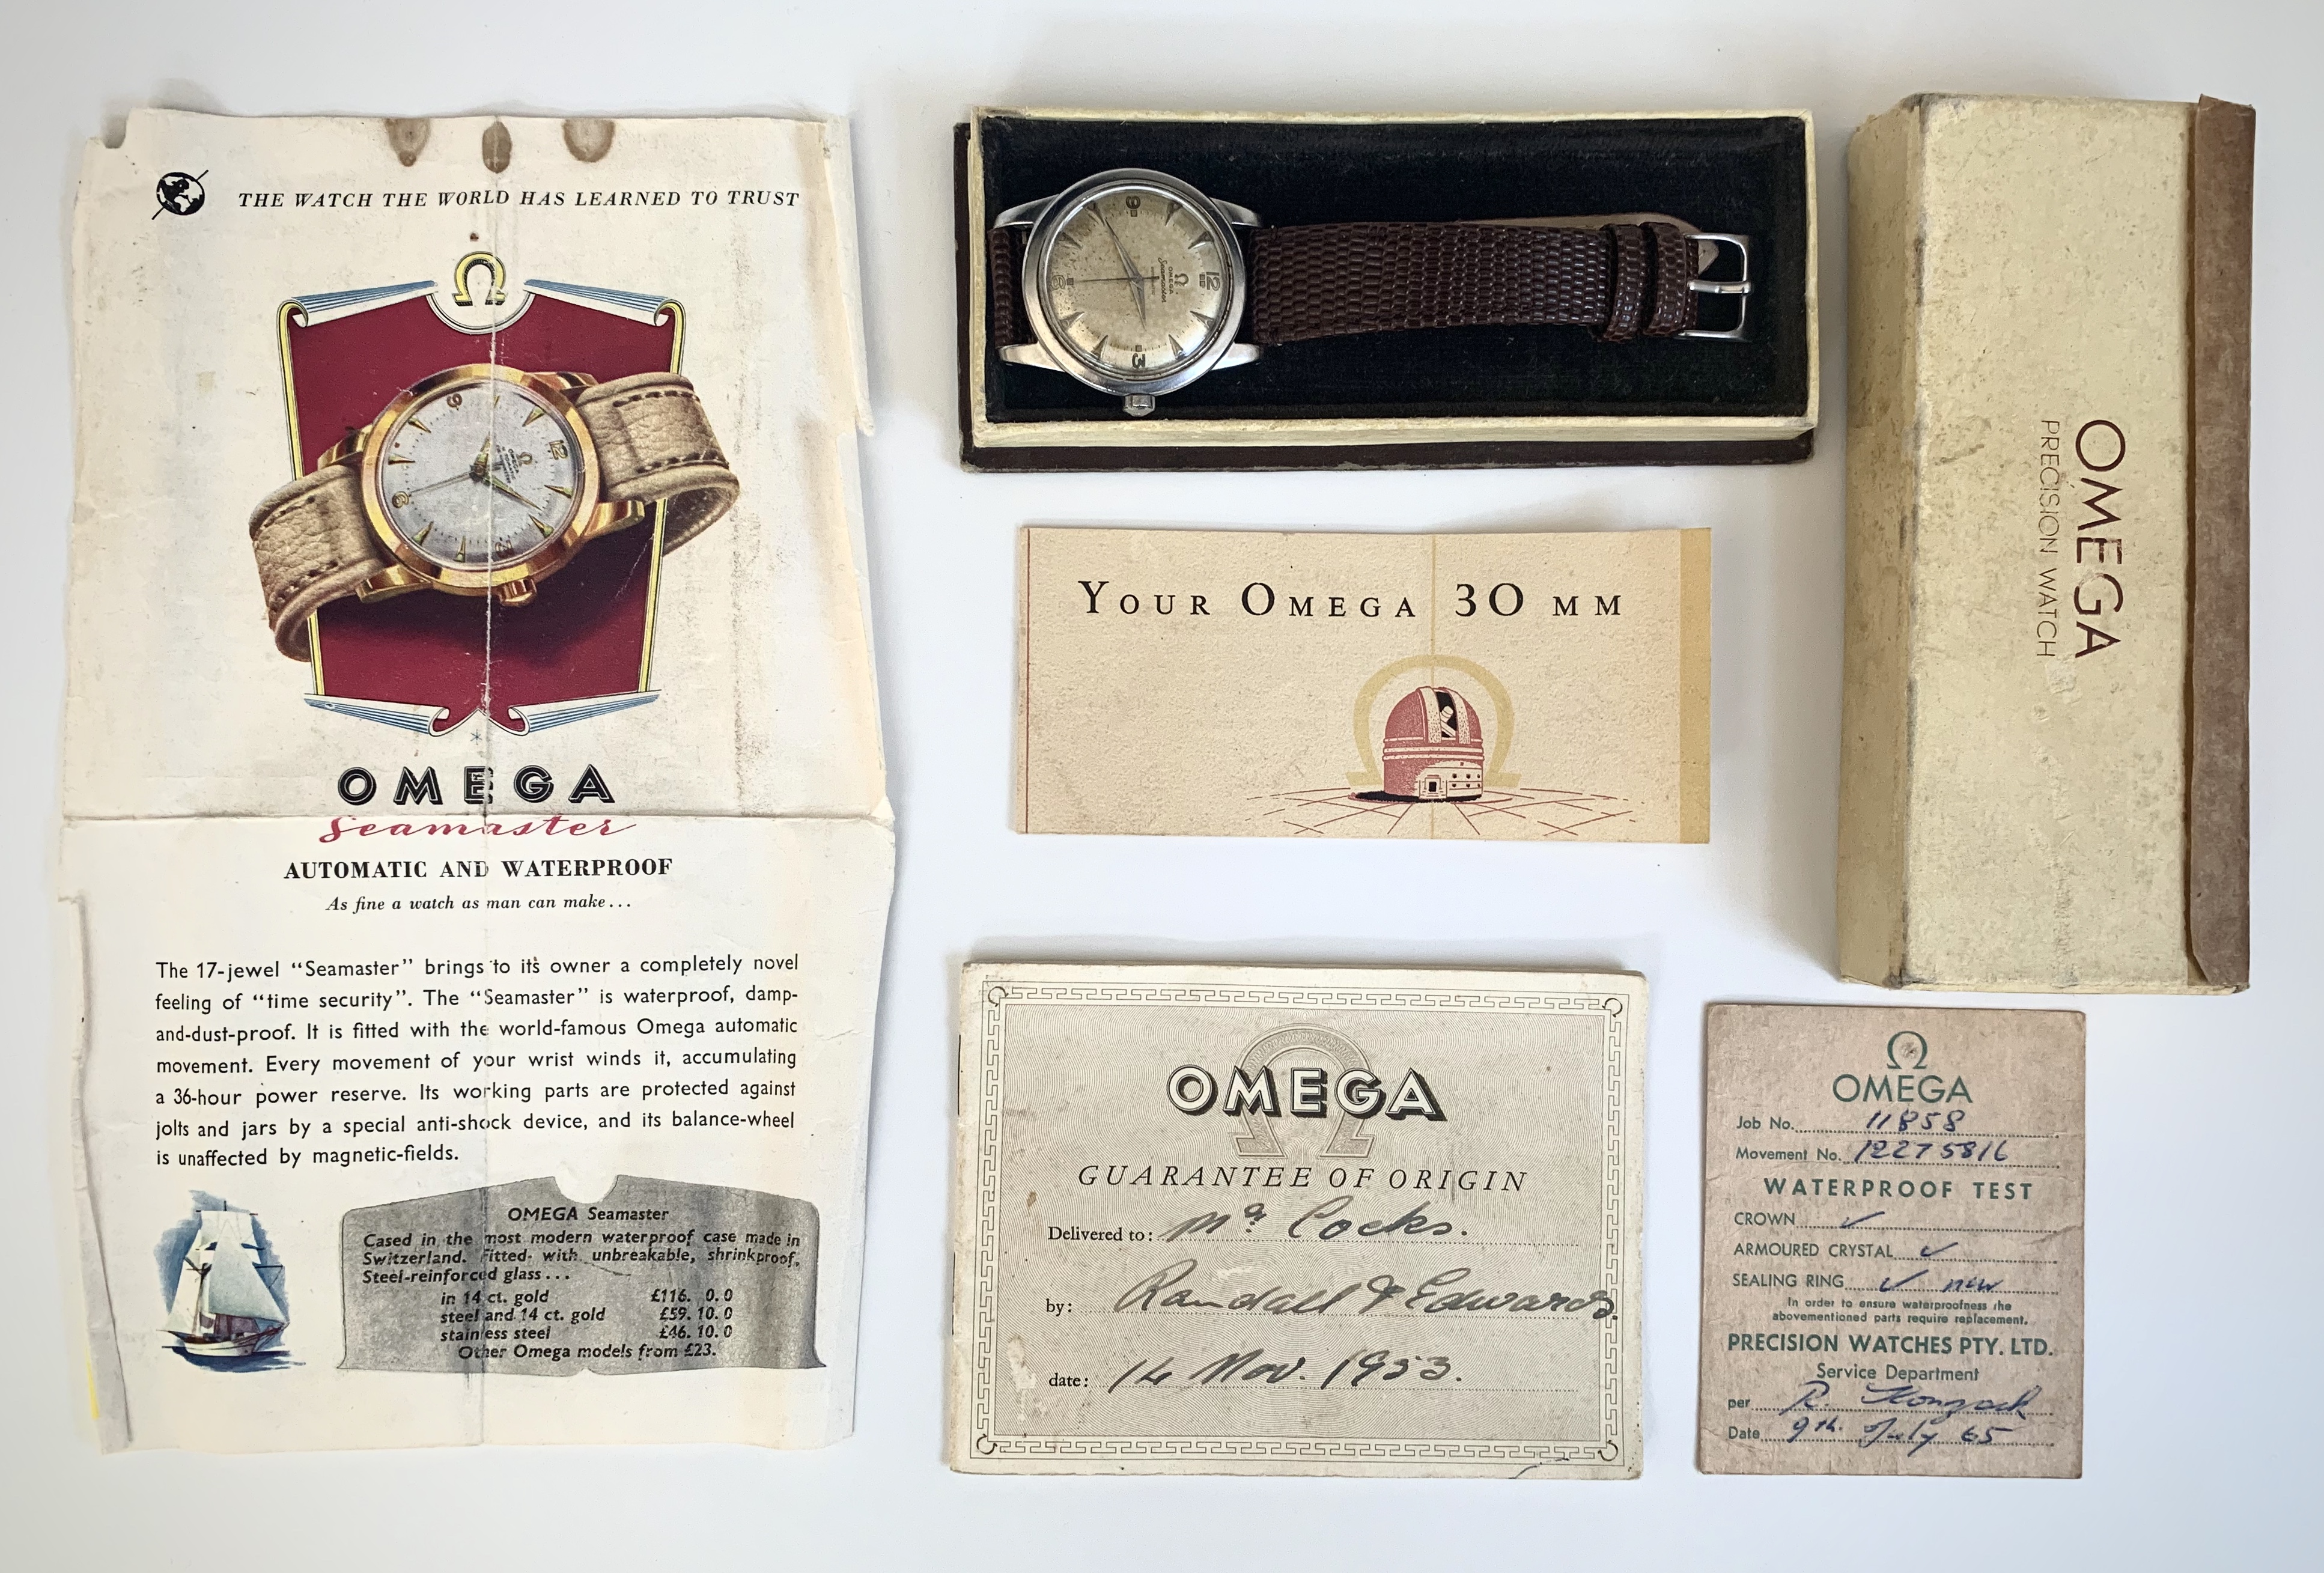 THE WATCH THE WORLD HAS LEARNED TO TRUST
OMEGA
Seamaster
AUTOMATIC AND WATERPROOF
As fine a watch as man can make...
The 17-jewel “Seamaster” brings to its owner a completely novel
feeling of “time security”. The “Seamaster” is waterproof, damp-
and-dust-proof. It is fitted with the world-famous Omega automatic
movement. Every movement of your wrist winds it, accumulating
a 36-hour power reserve. Its working parts are protected against
jolts and jars by a special anti-shock device, and its balance-wheel
is unaffected by magnetic-fields.
OMEGA Seamaster
Cased in the most modern waterproof case made in
Switzerland. Fitted with unbreakable, shrinkproof,
Steel-reinforced glass...
in 14 ct. gold £116. 0. 0
steel and 14 ct. gold £59. 10. 0
stainless steel £46. 10. 0
Other Omega models from £23.
9
12
6
3
OMEGA
Seamaster
YOUR OMEGA 30 MM
OMEGA
PRECISION WATCH
OMEGA
GUARANTEE OF ORIGIN
Delivered to: Mr Cocks.
by: Randall & Edwards.
date: 14 Nov. 1953.
OMEGA
Job No. 11858
Movement No. 12275816
WATERPROOF TEST
CROWN ✓
ARMOURED CRYSTAL ✓
SEALING RING ✓ new
In order to ensure waterproofness the
abovementioned parts require replacement.
PRECISION WATCHES PTY. LTD.
Service Department
per R.
Date 9th July 65